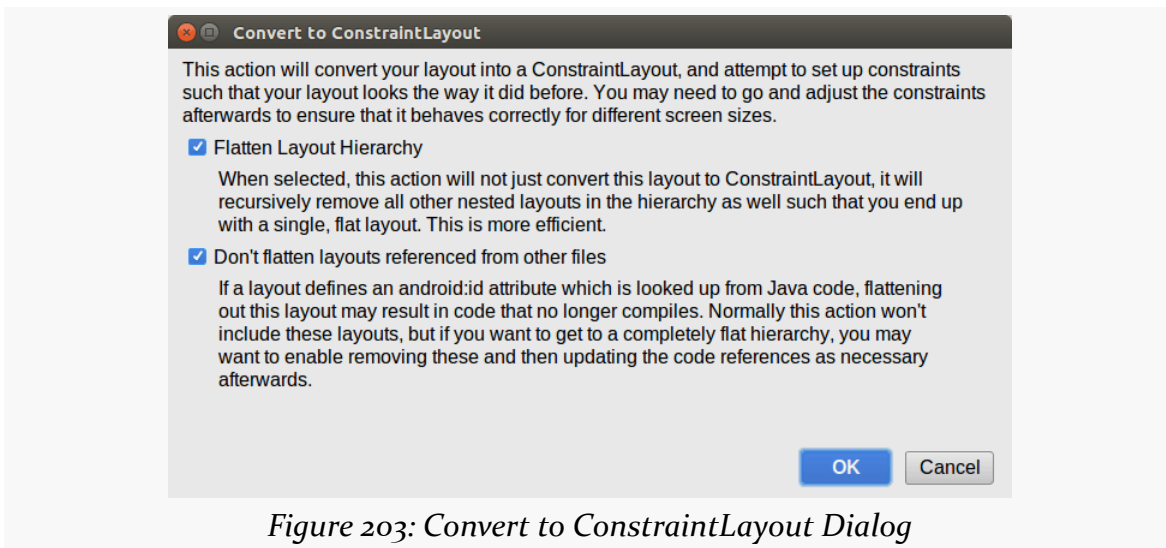 Convert to ConstraintLayout
This action will convert your layout into a ConstraintLayout, and attempt to set up constraints
such that your layout looks the way it did before. You may need to go and adjust the constraints
afterwards to ensure that it behaves correctly for different screen sizes.
Flatten Layout Hierarchy
When selected, this action will not just convert this layout to ConstraintLayout, it will
recursively remove all other nested layouts in the hierarchy as well such that you end up
with a single, flat layout. This is more efficient.
Don't flatten layouts referenced from other files
If a layout defines an android:id attribute which is looked up from Java code, flattening
out this layout may result in code that no longer compiles. Normally this action won't
include these layouts, but if you want to get to a completely flat hierarchy, you may
want to enable removing these and then updating the code references as necessary
afterwards.
OK Cancel
Figure 203: Convert to ConstraintLayout Dialog